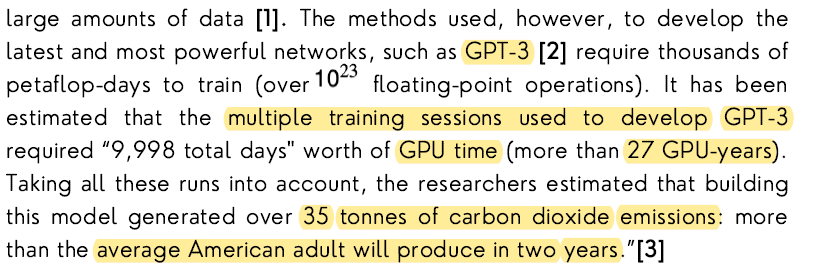 large amounts of data [1]. The methods used, however, to develop the
latest and most powerful networks, such as GPT-3 [2] require thousands of
petaflop-days to train (over 10²³ floating-point operations). It has been
estimated that the multiple training sessions used to develop GPT-3
required “9,998 total days" worth of GPU time (more than 27 GPU-years).
Taking all these runs into account, the researchers estimated that building
this model generated over 35 tonnes of carbon dioxide emissions: more
than the average American adult will produce in two years.”[3]